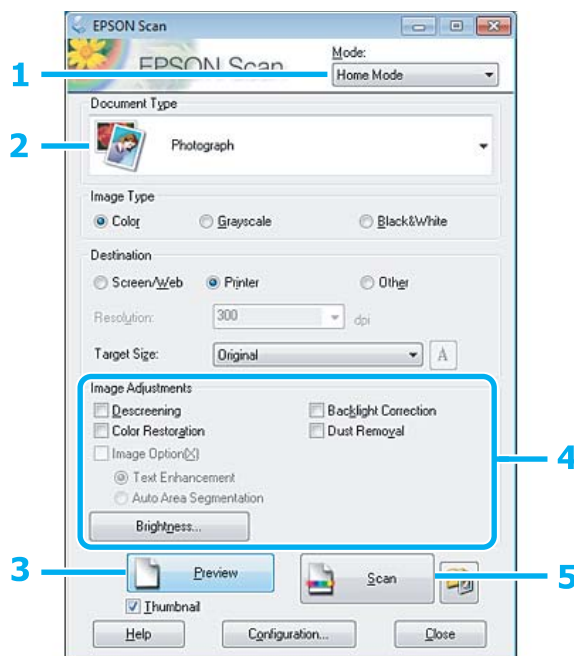 EPSON Scan
EPSON Scan
Mode:
1
Home Mode
Document Type
2
Photograph
Image Type
Color
Grayscale
Black&White
Destination
Screen/Web
Printer
Other
Resolution:
300
dpi
Target Size:
Original
A
Image Adjustments
Descreening
Backlight Correction
Color Restoration
Dust Removal
Image Option(X)
4
Text Enhancement
Auto Area Segmentation
Brightness...
3
Preview
Scan
5
Thumbnail
Help
Configuration...
Close